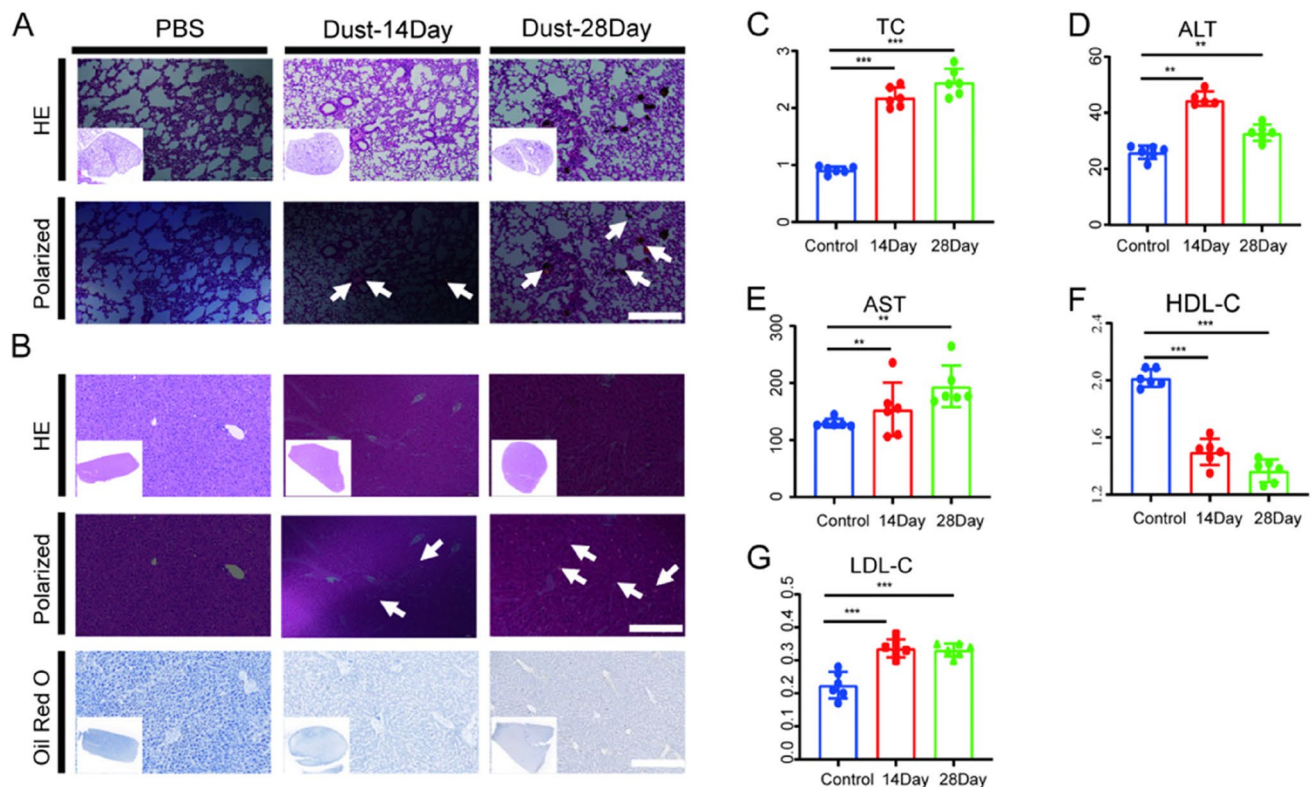 A
PBS
Dust-14Day
Dust-28Day
HE
Polarized
B
HE
Polarized
Oil Red O
C
TC
***
***
3
2
1
0
Control
14Day
28Day
D
ALT
**
**
60
40
20
0
Control
14Day
28Day
E
AST
**
**
300
200
100
0
Control
14Day
28Day
F
HDL-C
***
***
2.4
2.0
1.6
1.2
Control
14Day
28Day
G
LDL-C
***
***
0.5
0.4
0.3
0.2
0.1
0.0
Control
14Day
28Day